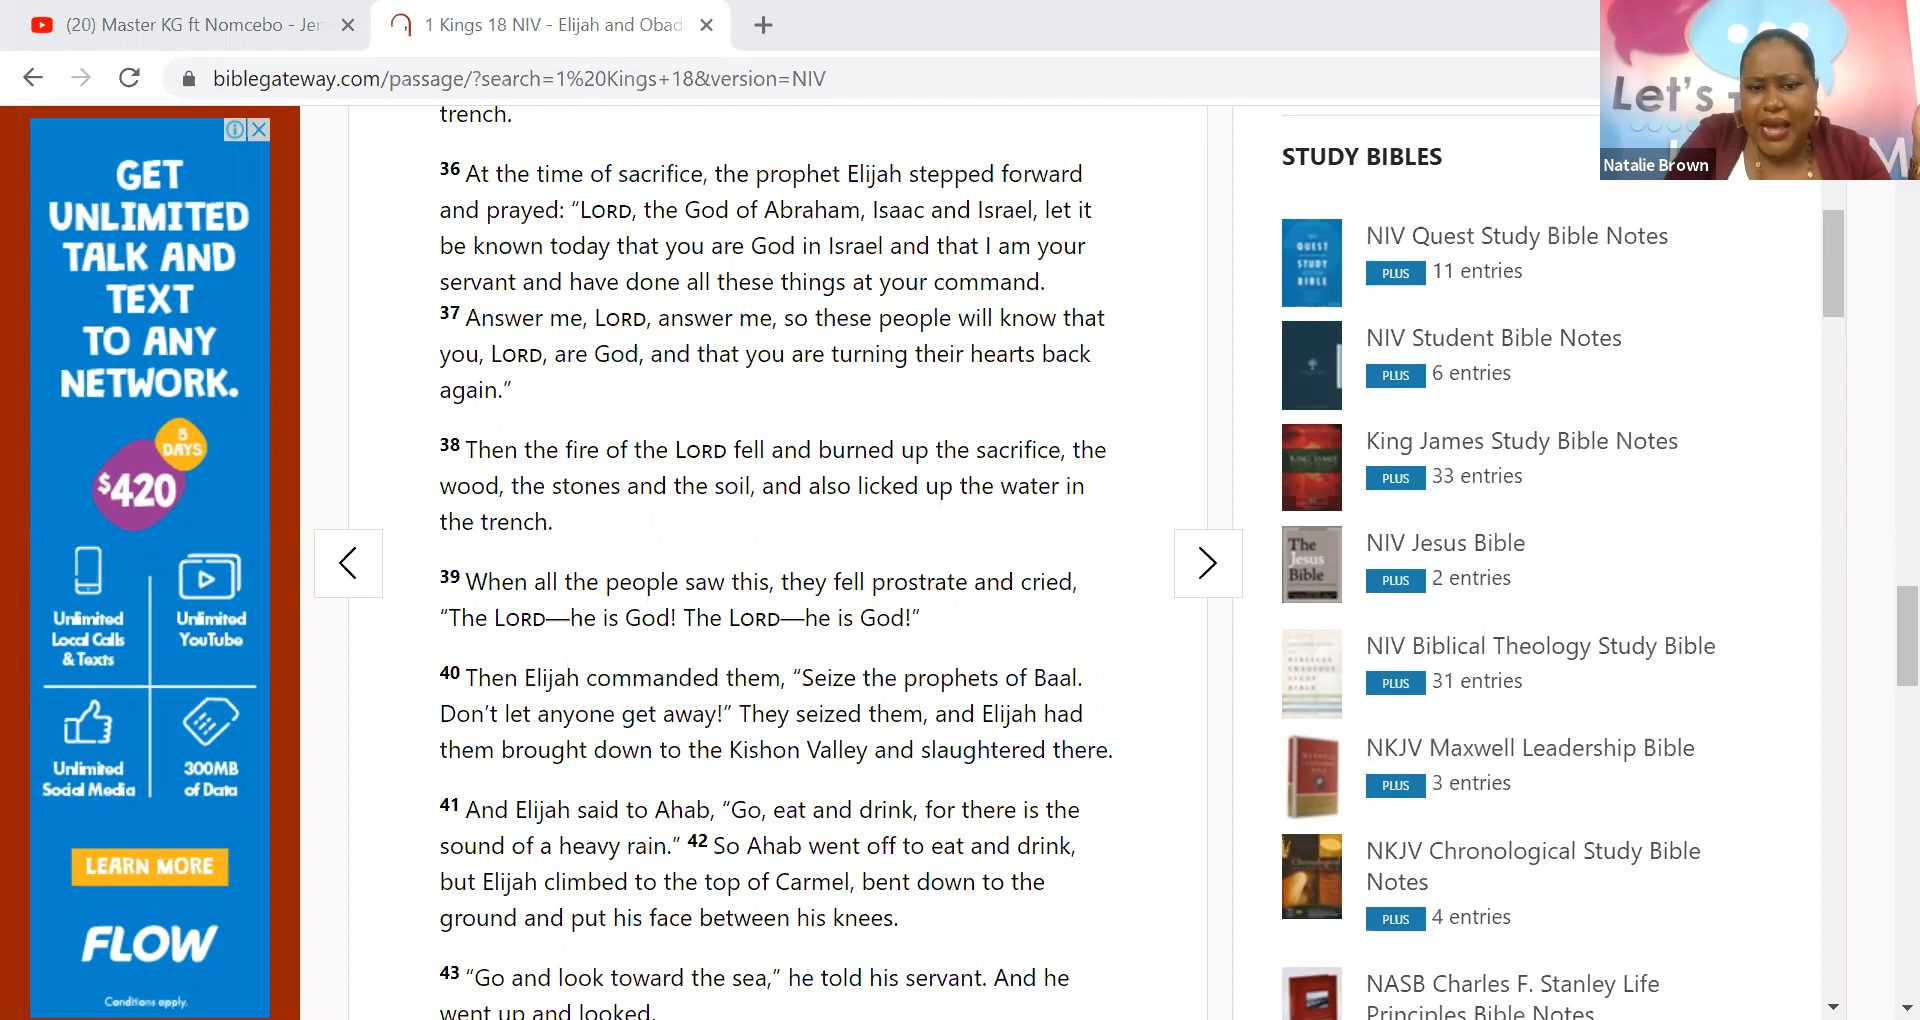 (20) Master KG ft Nomcebo - Jer
1 Kings 18 NIV - Elijah and Obad
biblegateway.com/passage/?search=1%20Kings+18&version=NIV
Let's
M
Natalie Brown
GET
UNLIMITED
TALK AND
TEXT
TO ANY
NETWORK.
5
DAYS
$420
Unlimited
Local Calls
& Texts
Unlimited
YouTube
Unlimited
Social Media
300MB
of Data
LEARN MORE
FLOW
Conditions apply.
trench.
36 At the time of sacrifice, the prophet Elijah stepped forward
and prayed: “LORD, the God of Abraham, Isaac and Israel, let it
be known today that you are God in Israel and that I am your
servant and have done all these things at your command.
37 Answer me, LORD, answer me, so these people will know that
you, LORD, are God, and that you are turning their hearts back
again.”
38 Then the fire of the LORD fell and burned up the sacrifice, the
wood, the stones and the soil, and also licked up the water in
the trench.
39 When all the people saw this, they fell prostrate and cried,
“The LORD—he is God! The LORD—he is God!”
40 Then Elijah commanded them, “Seize the prophets of Baal.
Don’t let anyone get away!” They seized them, and Elijah had
them brought down to the Kishon Valley and slaughtered there.
41 And Elijah said to Ahab, “Go, eat and drink, for there is the
sound of a heavy rain.” 42 So Ahab went off to eat and drink,
but Elijah climbed to the top of Carmel, bent down to the
ground and put his face between his knees.
43 “Go and look toward the sea,” he told his servant. And he
went up and looked.
STUDY BIBLES
QUEST
STUDY
BIBLE
NIV Quest Study Bible Notes
PLUS 11 entries
NIV Student Bible Notes
PLUS 6 entries
KING JAMES
King James Study Bible Notes
PLUS 33 entries
The
Jesus
Bible
NIV Jesus Bible
PLUS 2 entries
NIV Biblical Theology Study Bible
PLUS 31 entries
NKJV Maxwell Leadership Bible
PLUS 3 entries
NKJV Chronological Study Bible
Notes
PLUS 4 entries
NASB Charles F. Stanley Life
Principles Bible Notes